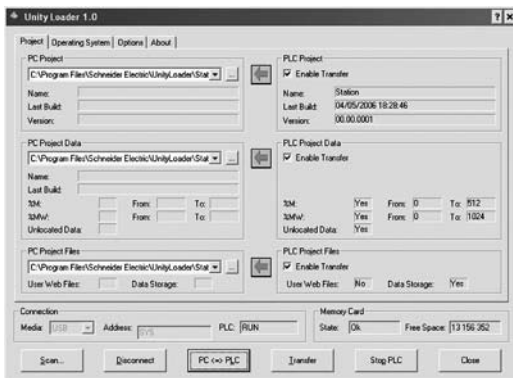 Unity Loader 1.0
Project Operating System Options About
PC Project
C:\Program Files\Schneider Electric\UnityLoader\Stat
...
Name:
Last Build:
Version:
PLC Project
Enable Transfer
Name: Station
Last Build: 04/05/2006 18:28:46
Version: 00.00.0001
PC Project Data
C:\Program Files\Schneider Electric\UnityLoader\Stat
...
Name:
Last Build:
%M: From: To:
%MW: From: To:
Unlocated Data:
PLC Project Data
Enable Transfer
%M: Yes From: 0 To: 512
%MW: Yes From: 0 To: 1024
Unlocated Data: Yes
PC Project Files
C:\Program Files\Schneider Electric\UnityLoader\Stat
...
User Web Files: Data Storage:
PLC Project Files
Enable Transfer
User Web Files: No Data Storage: Yes
Connection
Media: USB Address: SYS PLC: RUN
Memory Card
State: Ok Free Space: 13 156 352
Scan... Disconnect PC <=> PLC Transfer Stop PLC Close